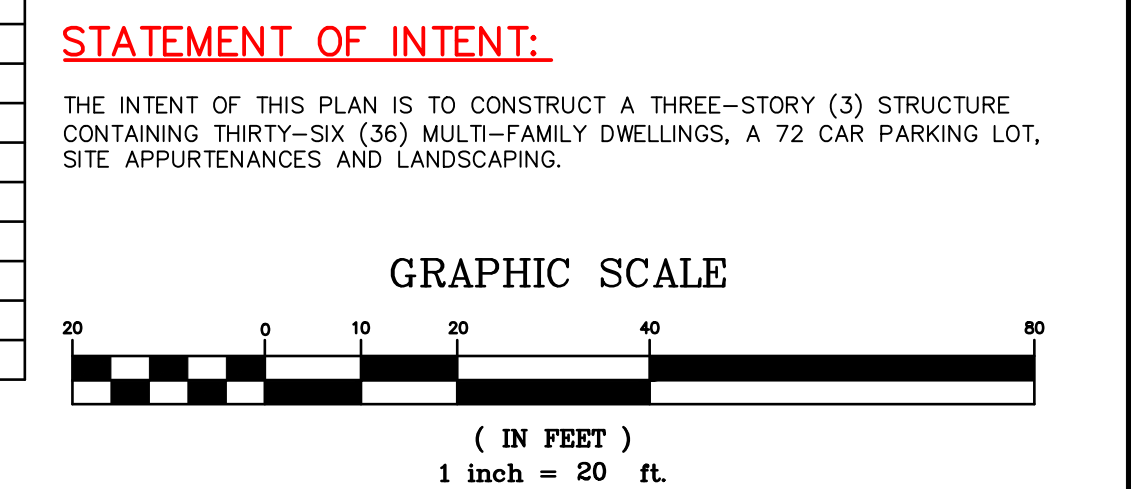 STATEMENT OF INTENT:
THE INTENT OF THIS PLAN IS TO CONSTRUCT A THREE-STORY (3) STRUCTURE
CONTAINING THIRTY-SIX (36) MULTI-FAMILY DWELLINGS, A 72 CAR PARKING LOT,
SITE APPURTENANCES AND LANDSCAPING.
GRAPHIC SCALE
20 0 10 20 40 80
( IN FEET )
1 inch = 20 ft.